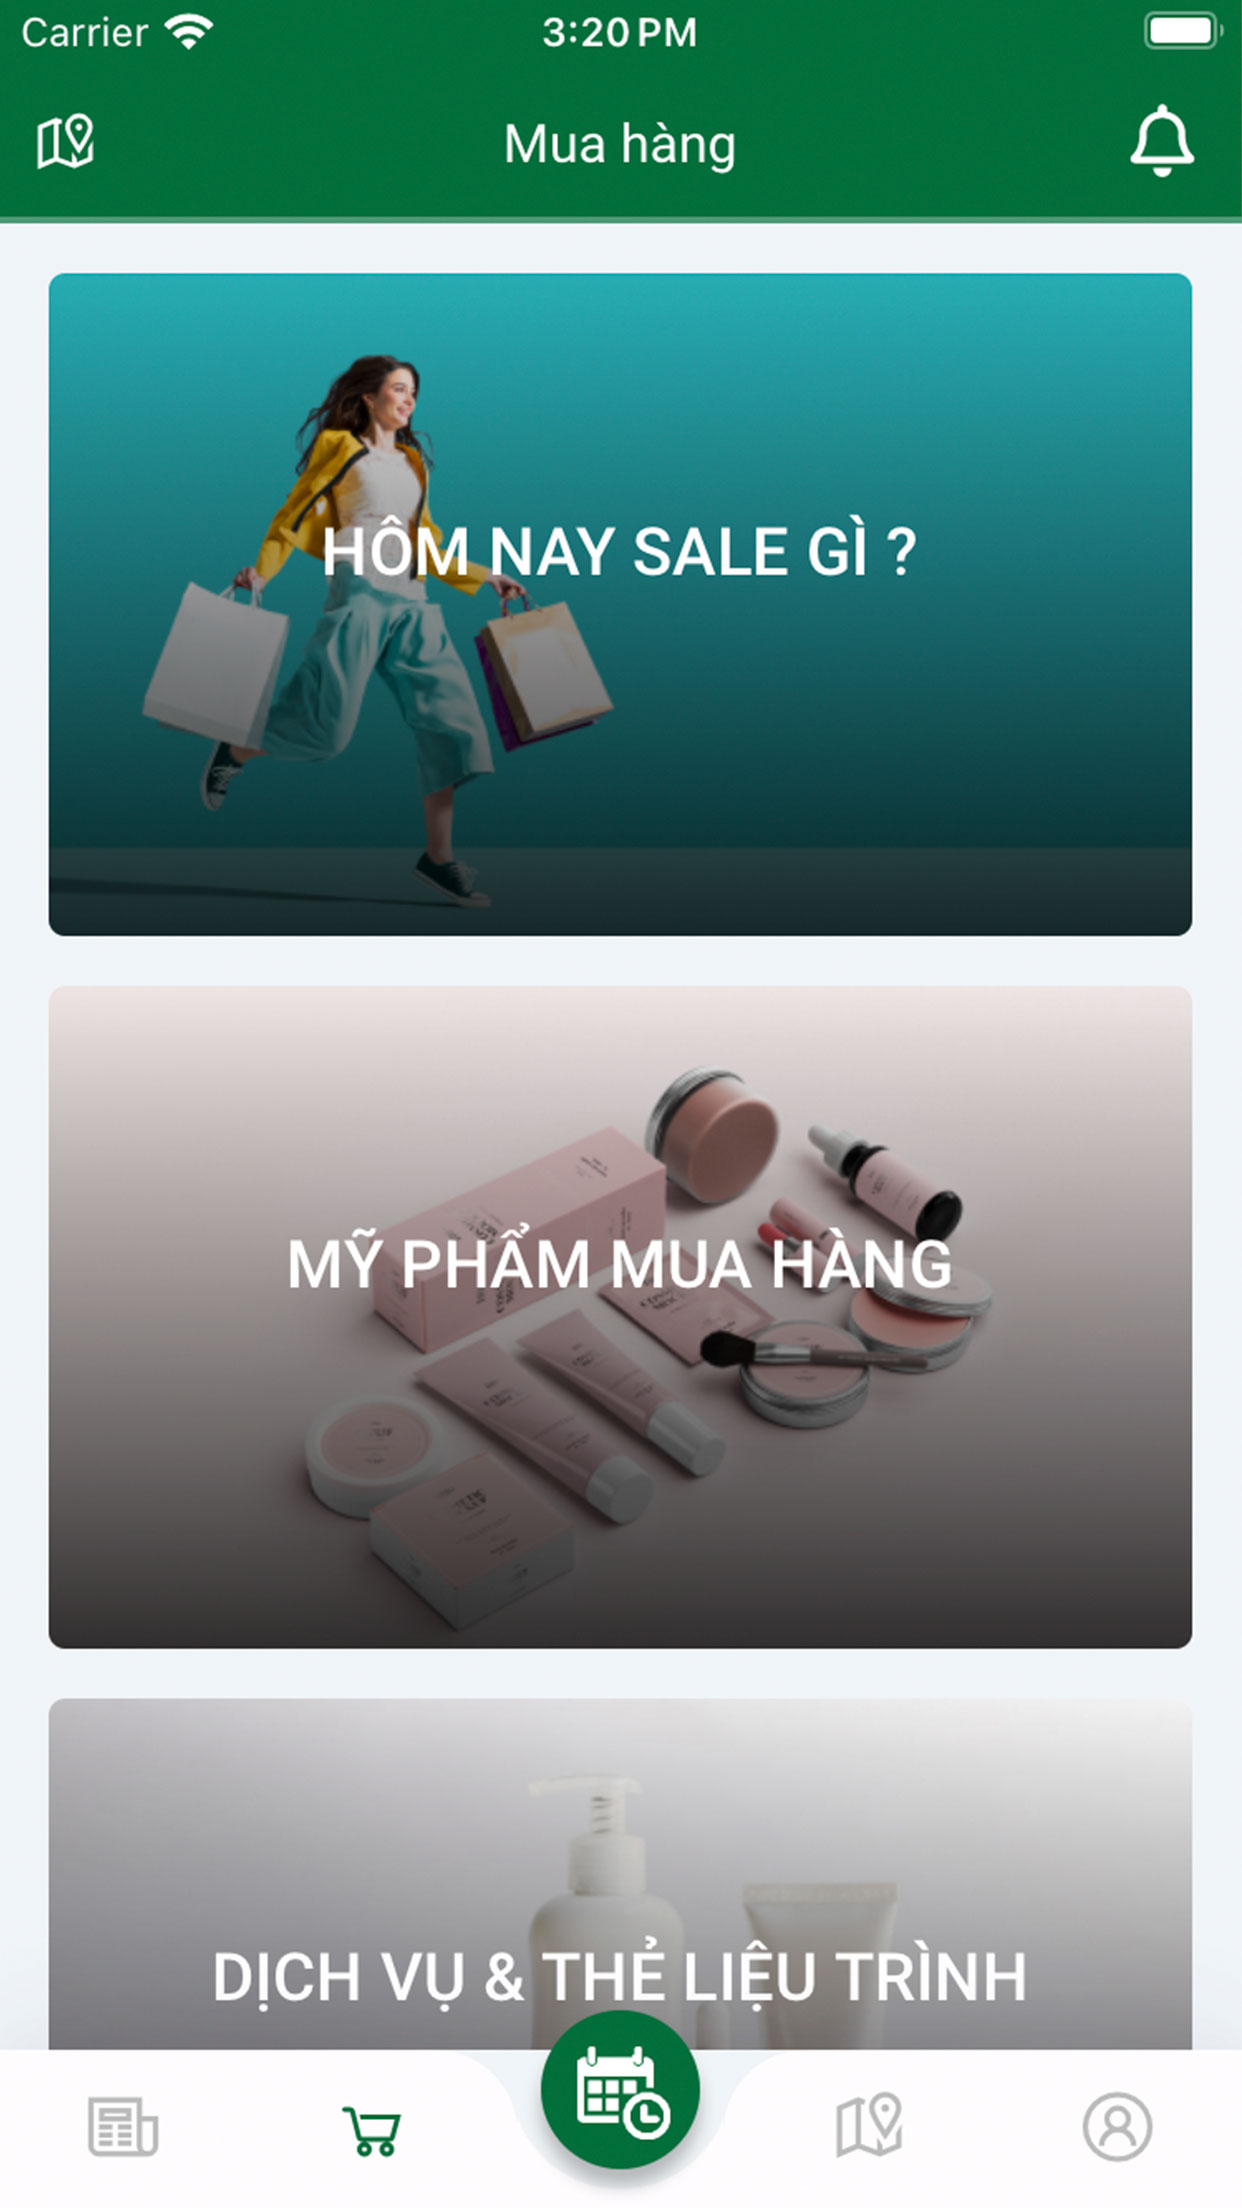 Carrier
3:20 PM
Mua hàng
HÔM NAY SALE GÌ ?
MỸ PHẨM MUA HÀNG
DỊCH VỤ & THẺ LIỆU TRÌNH